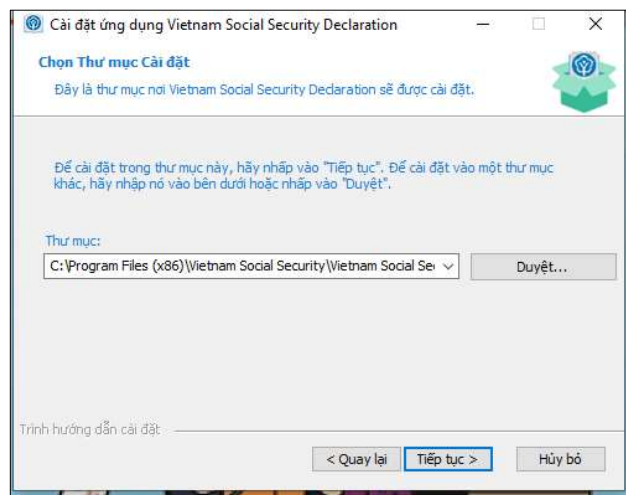 Cài đặt ứng dụng Vietnam Social Security Declaration
Chọn Thư mục Cài đặt
Đây là thư mục nơi Vietnam Social Security Declaration sẽ được cài đặt.
Để cài đặt trong thư mục này, hãy nhấp vào "Tiếp tục". Để cài đặt vào một thư mục
khác, hãy nhập nó vào bên dưới hoặc nhấp vào "Duyệt".
Thư mục:
C:\Program Files (x86)\Vietnam Social Security\Vietnam Social Se
Duyệt...
Trình hướng dẫn cài đặt
< Quay lại
Tiếp tục >
Hủy bỏ